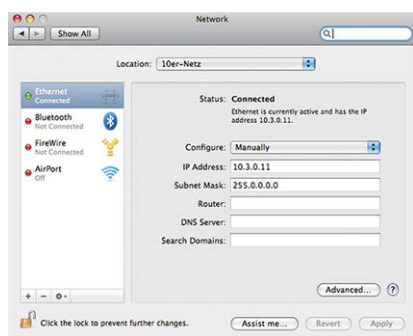 Network
Show All
Location: 10er-Netz
Ethernet
Connected
Bluetooth
Not Connected
FireWire
Not Connected
AirPort
Off
Status: Connected
Ethernet is currently active and has the IP
address 10.3.0.11.
Configure: Manually
IP Address: 10.3.0.11
Subnet Mask: 255.0.0.0
Router:
DNS Server:
Search Domains:
Advanced...
?
Click the lock to prevent further changes.
Assist me...
Revert
Apply